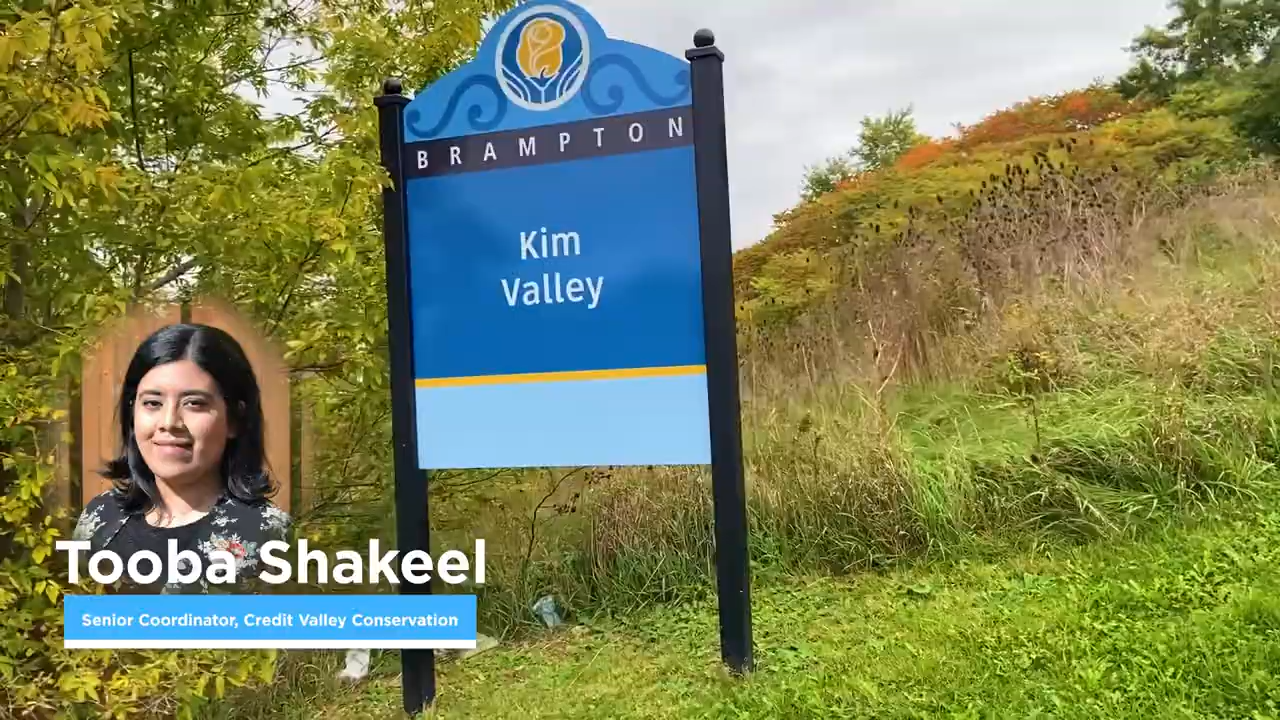 BRAMPTON
Kim
Valley
Tooba Shakeel
Senior Coordinator, Credit Valley Conservation